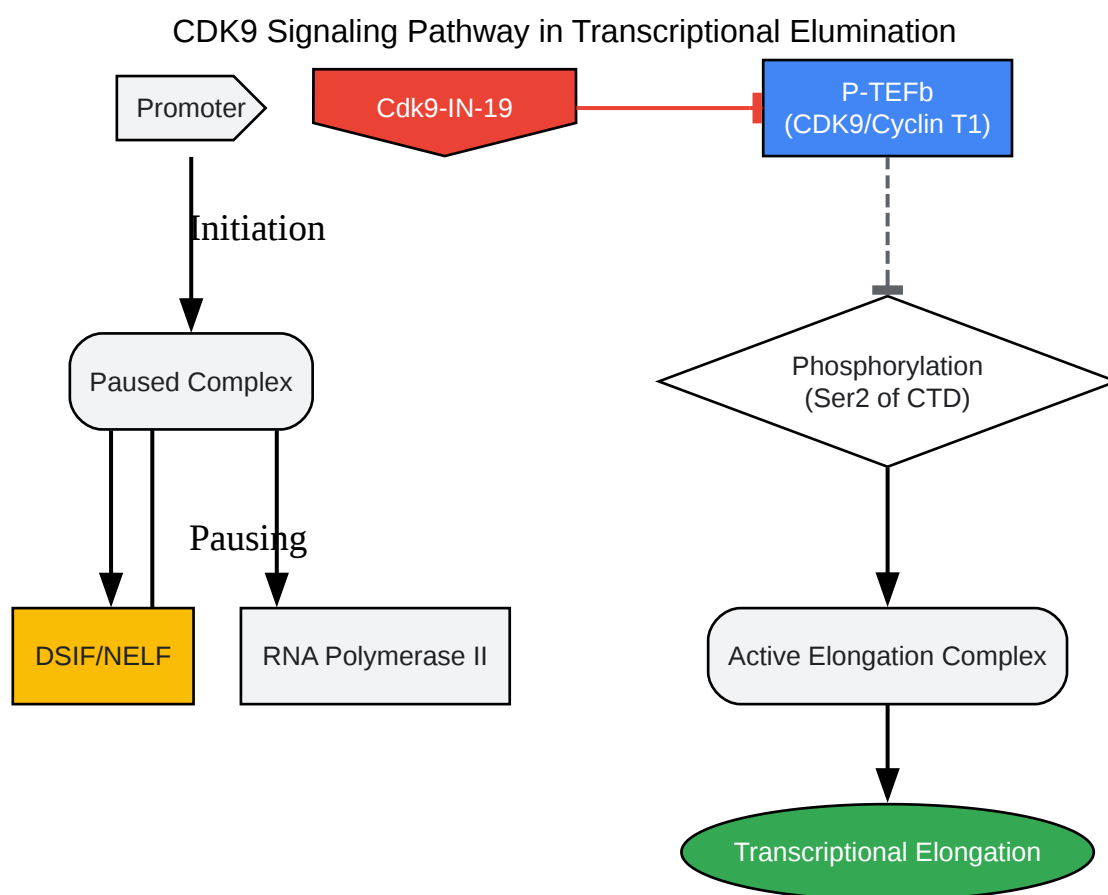 CDK9 Signaling Pathway in Transcriptional Elumination
Promoter
Cdk9-IN-19
P-TEFb
(CDK9/Cyclin T1)
Initiation
Paused Complex
Phosphorylation
(Ser2 of CTD)
Pausing
DSIF/NELF
RNA Polymerase II
Active Elongation Complex
Transcriptional Elongation